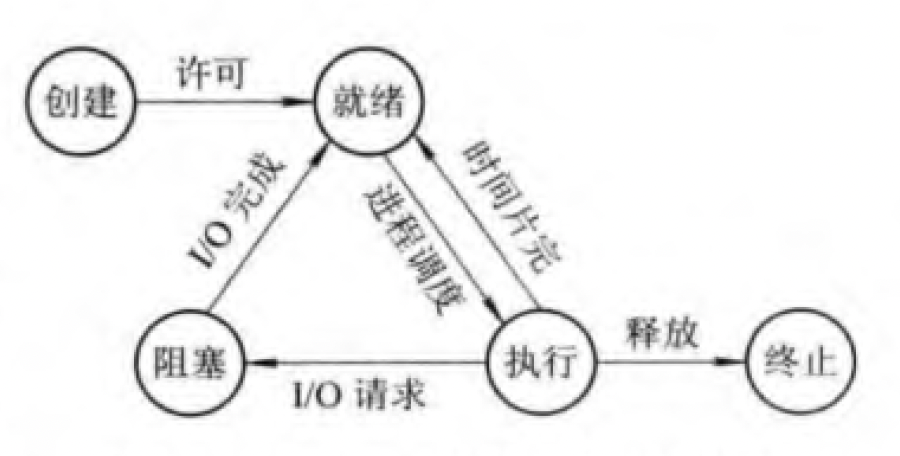 许可
创建
就绪
I/O 完成
进程调度
时间片完
阻塞
执行
释放
终止
I/O 请求